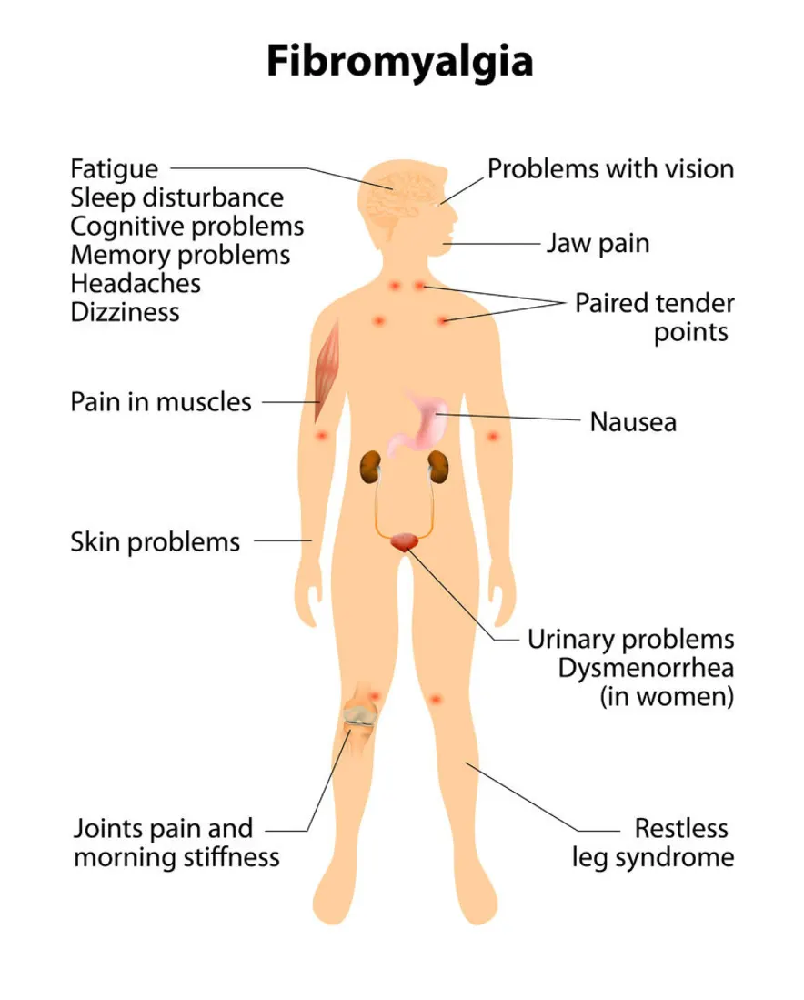 Fibromyalgia
Fatigue
Sleep disturbance
Cognitive problems
Memory problems
Headaches
Dizziness
Problems with vision
Jaw pain
Paired tender
points
Pain in muscles
Nausea
Skin problems
Urinary problems
Dysmenorrhea
(in women)
Joints pain and
morning stiffness
Restless
leg syndrome